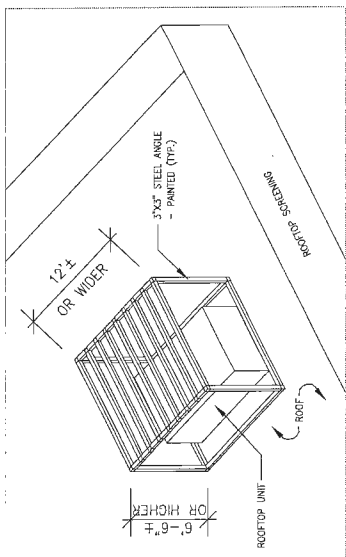 12'±
OR WIDER
3"X3" STEEL ANGLE
- PAINTED (TYP.)
ROOFTOP SCREENING
6'-6"±
OR HIGHER
ROOF
ROOFTOP UNIT